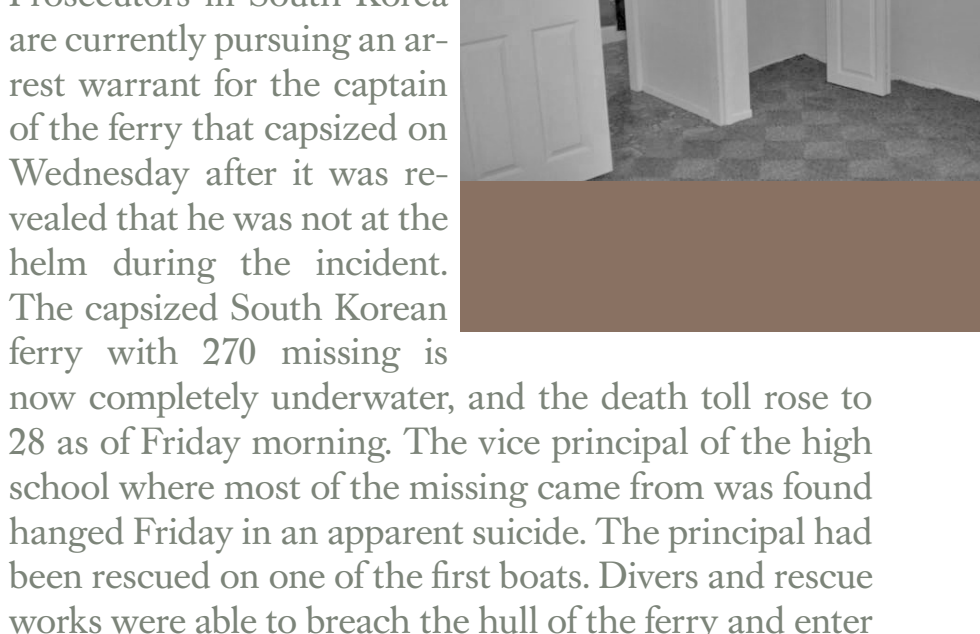 Prosecutors in South Korea
are currently pursuing an ar-
rest warrant for the captain
of the ferry that capsized on
Wednesday after it was re-
vealed that he was not at the
helm during the incident.
The capsized South Korean
ferry with 270 missing is
now completely underwater, and the death toll rose to
28 as of Friday morning. The vice principal of the high
school where most of the missing came from was found
hanged Friday in an apparent suicide. The principal had
been rescued on one of the first boats. Divers and rescue
works were able to breach the hull of the ferry and enter